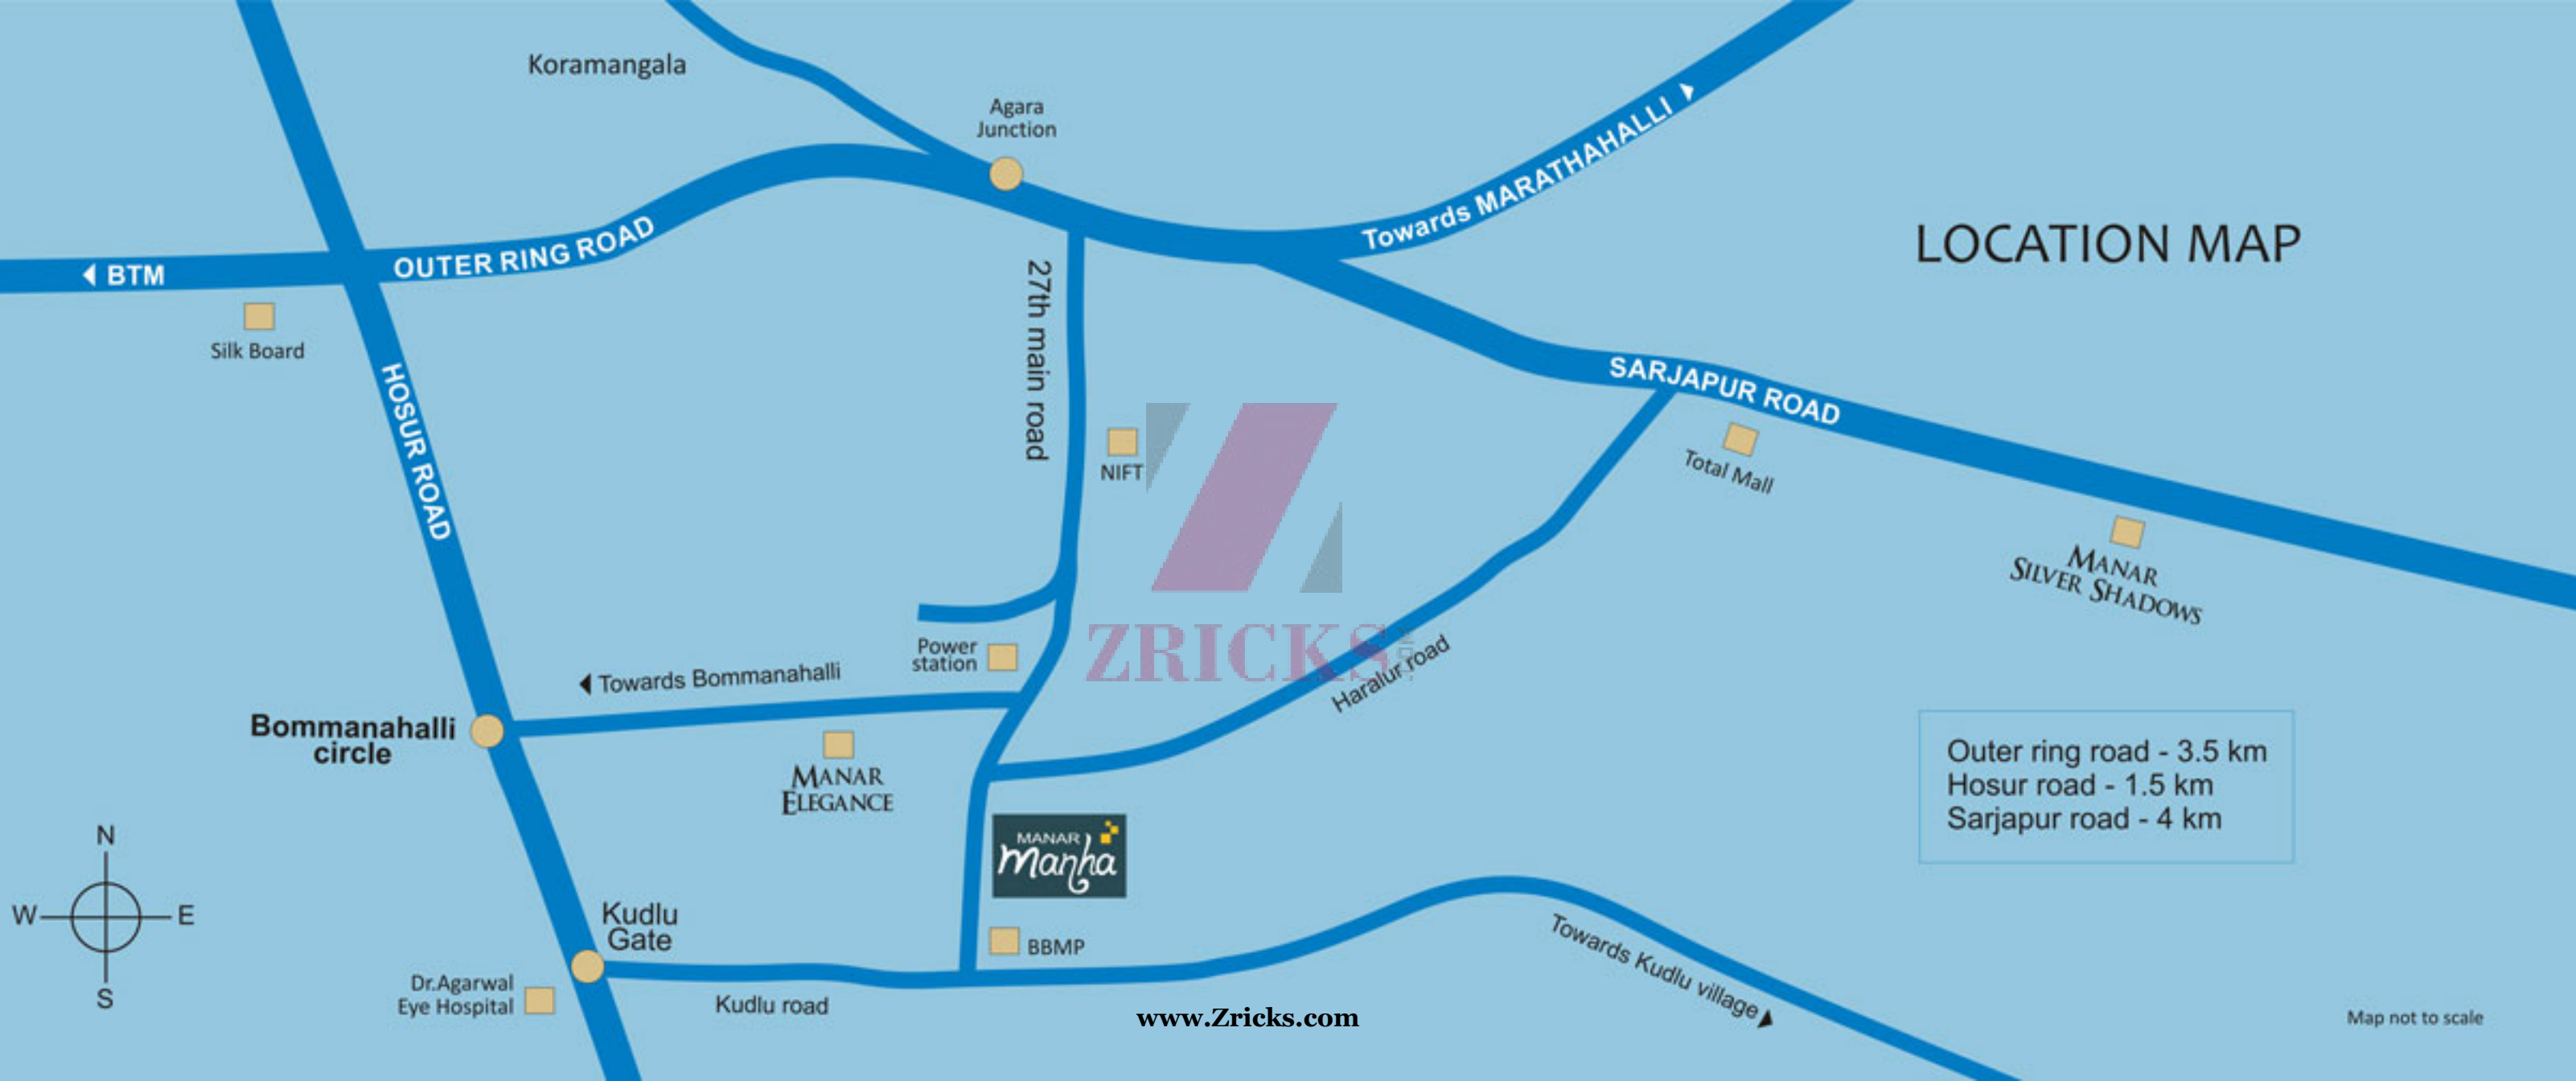 Koramangala
Agara
Junction
Towards MARATHAHALLI
LOCATION MAP
OUTER RING ROAD
BTM
Silk Board
HOSUR ROAD
27th main road
NIFT
SARJAPUR ROAD
Total Mall
MANAR
SILVER SHADOWS
Power
station
ZRICKS
Haralur road
Towards Bommanahalli
Bommanahalli
circle
MANAR
ELEGANCE
Outer ring road - 3.5 km
Hosur road - 1.5 km
Sarjapur road - 4 km
MANAR
manha
N
W
E
S
Kudlu
Gate
BBMP
Dr.Agarwal
Eye Hospital
Kudlu road
Towards Kudlu village
www.Zricks.com
Map not to scale